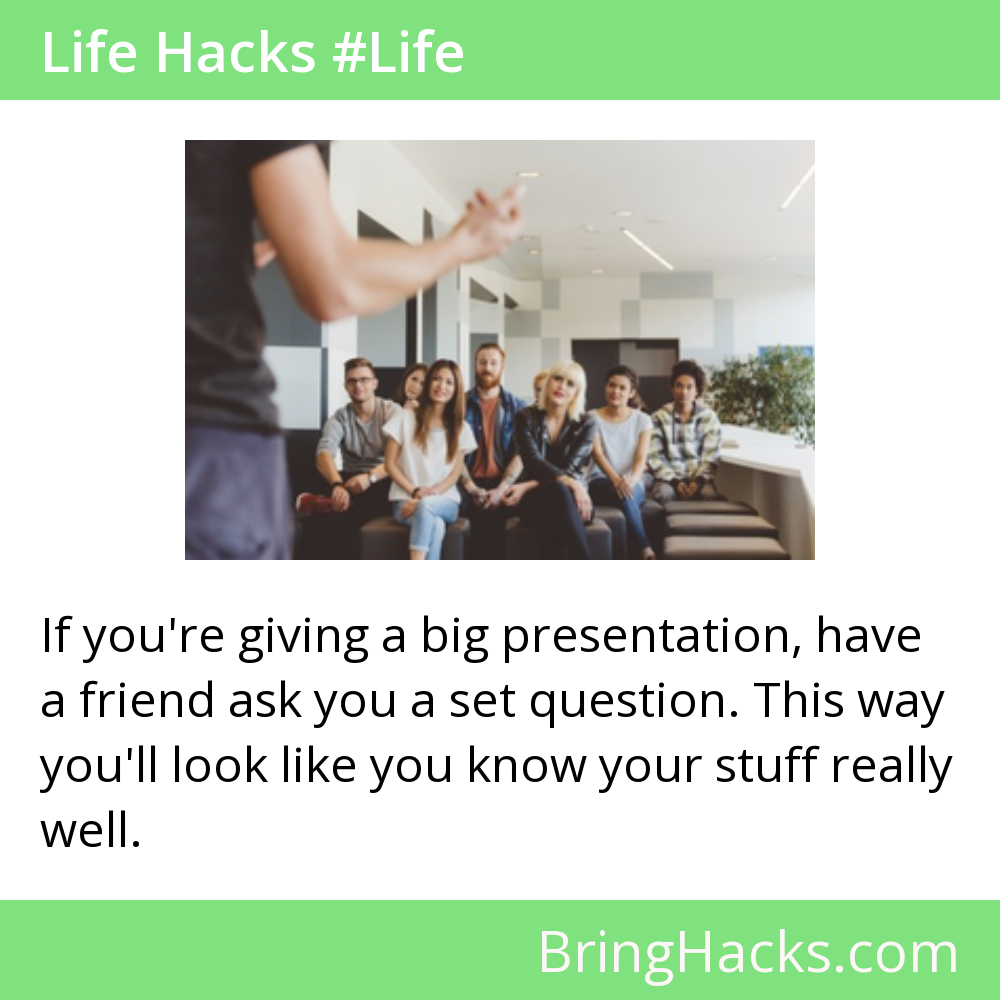 Life Hacks #Life
If you're giving a big presentation, have
a friend ask you a set question. This way
you'll look like you know your stuff really
well.
BringHacks.com